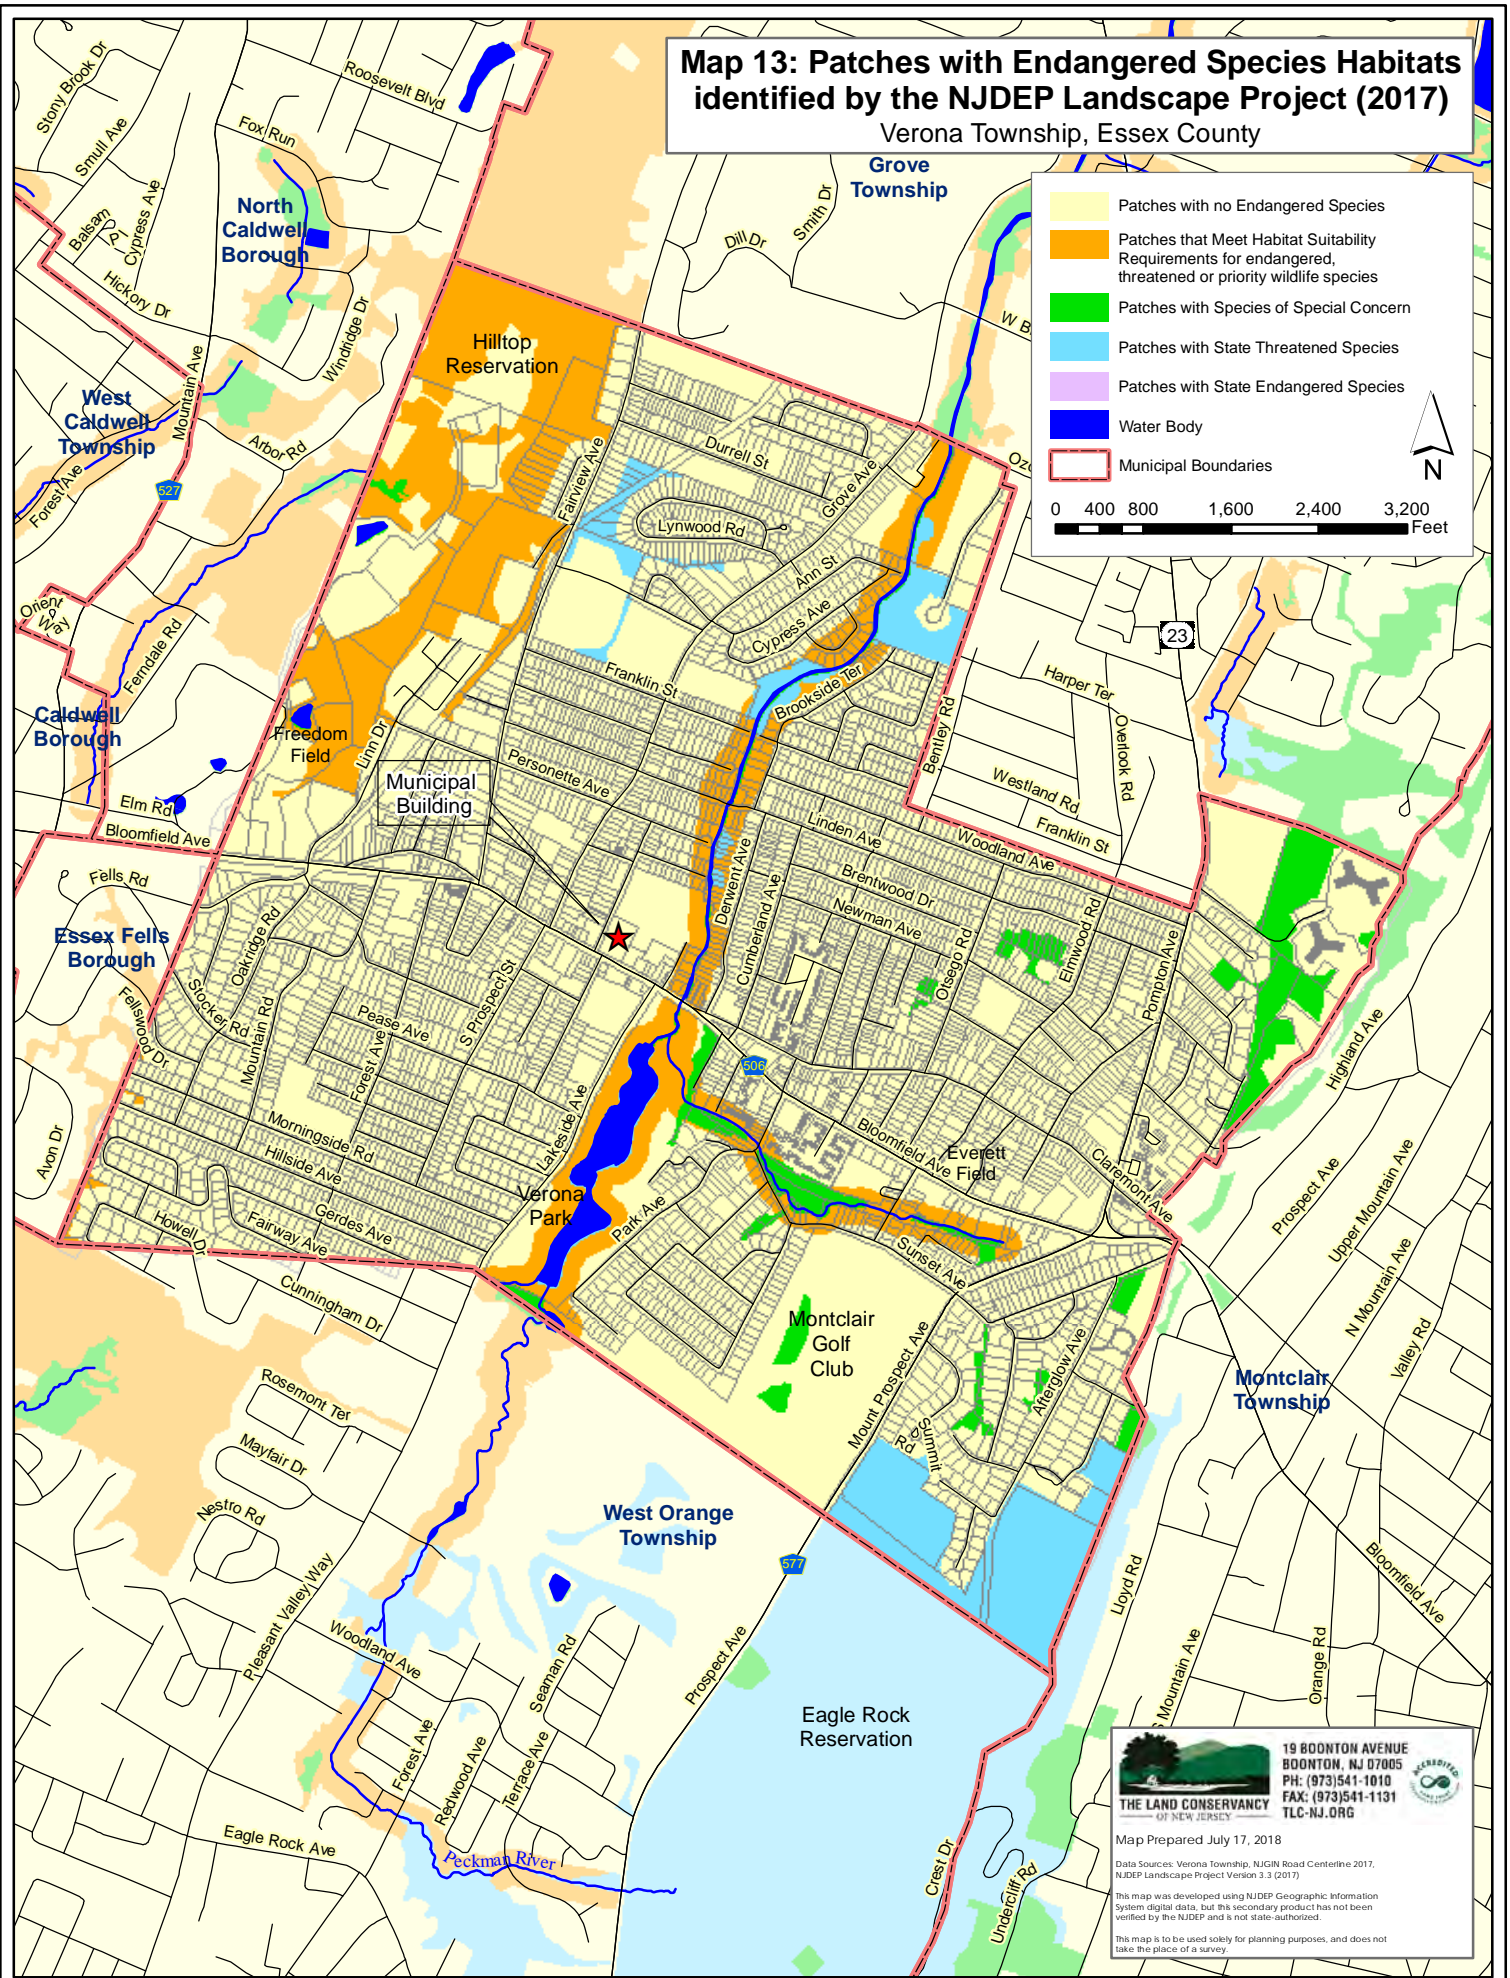 Map 13: Patches with Endangered Species Habitats
identified by the NJDEP Landscape Project (2017)
Verona Township, Essex County
Patches with no Endangered Species
Patches that Meet Habitat Suitability
Requirements for endangered,
threatened or priority wildlife species
Patches with Species of Special Concern
Patches with State Threatened Species
Patches with State Endangered Species
Water Body
Municipal Boundaries
N
0 400 800 1,600 2,400 3,200
Feet
Stony Brook Dr
Roosevelt Blvd
Smull Ave
Fox Run
Cypress Ave
Balsam
Pl
Hickory Dr
North
Caldwell
Borough
Grove
Township
Smith Dr
Dill Dr
W B
Windridge Dr
Mountain Ave
West
Caldwell
Township
Arbor Rd
Forest Ave
527
Hilltop
Reservation
Fairview Ave
Durrell St
Grove Ave
Lynwood Rd
Ann St
Cypress Ave
Ozo
Orient
Way
Ferndale Rd
Caldwell
Borough
23
Franklin St
Brookside Ter
Harper Ter
Overlook Rd
Bentley Rd
Freedom
Field
Linn Dr
Municipal
Building
Personette Ave
Westland Rd
Franklin St
Elm Rd
Bloomfield Ave
Linden Ave
Woodland Ave
Fells Rd
Derwent Ave
Brentwood Dr
Cumberland Ave
Newman Ave
Essex Fells
Borough
Oakridge Rd
Elmwood Rd
Otsego Rd
Pompton Ave
Stocker Rd
S Prospect St
Fellswood Dr
Mountain Rd
Pease Ave
Forest Ave
Highland Ave
506
Lakeside Ave
Morningside Rd
Hillside Ave
Bloomfield Ave
Everett
Field
Claremont Ave
Avon Dr
Verona
Park
Park Ave
Gerdes Ave
Howell Dr
Fairway Ave
Prospect Ave
Upper Mountain Ave
Sunset Ave
Cunningham Dr
N Mountain Ave
Montclair
Golf
Club
Valley Rd
Mount Prospect Ave
Afterglow Ave
Rosemont Ter
Montclair
Township
Mayfair Dr
Summit
Rd
Nestro Rd
West Orange
Township
577
Bloomfield Ave
Pleasant Valley Way
Lloyd Rd
Woodland Ave
Seaman Rd
Prospect Ave
Orange Rd
S Mountain Ave
Eagle Rock
Reservation
Forest Ave
Redwood Ave
Terrace Ave
Eagle Rock Ave
Peckman River
Crest Dr
Undercliff Rd
THE LAND CONSERVANCY
OF NEW JERSEY
19 BOONTON AVENUE
BOONTON, NJ 07005
PH: (973)541-1010
FAX: (973)541-1131
TLC-NJ.ORG
ACCREDITED
Map Prepared July 17, 2018
Data Sources: Verona Township, NJGIN Road Centerline 2017,
NJDEP Landscape Project Version 3.3 (2017)
This map was developed using NJDEP Geographic Information
System digital data, but this secondary product has not been
verified by the NJDEP and is not state-authorized.
This map is to be used solely for planning purposes, and does not
take the place of a survey.